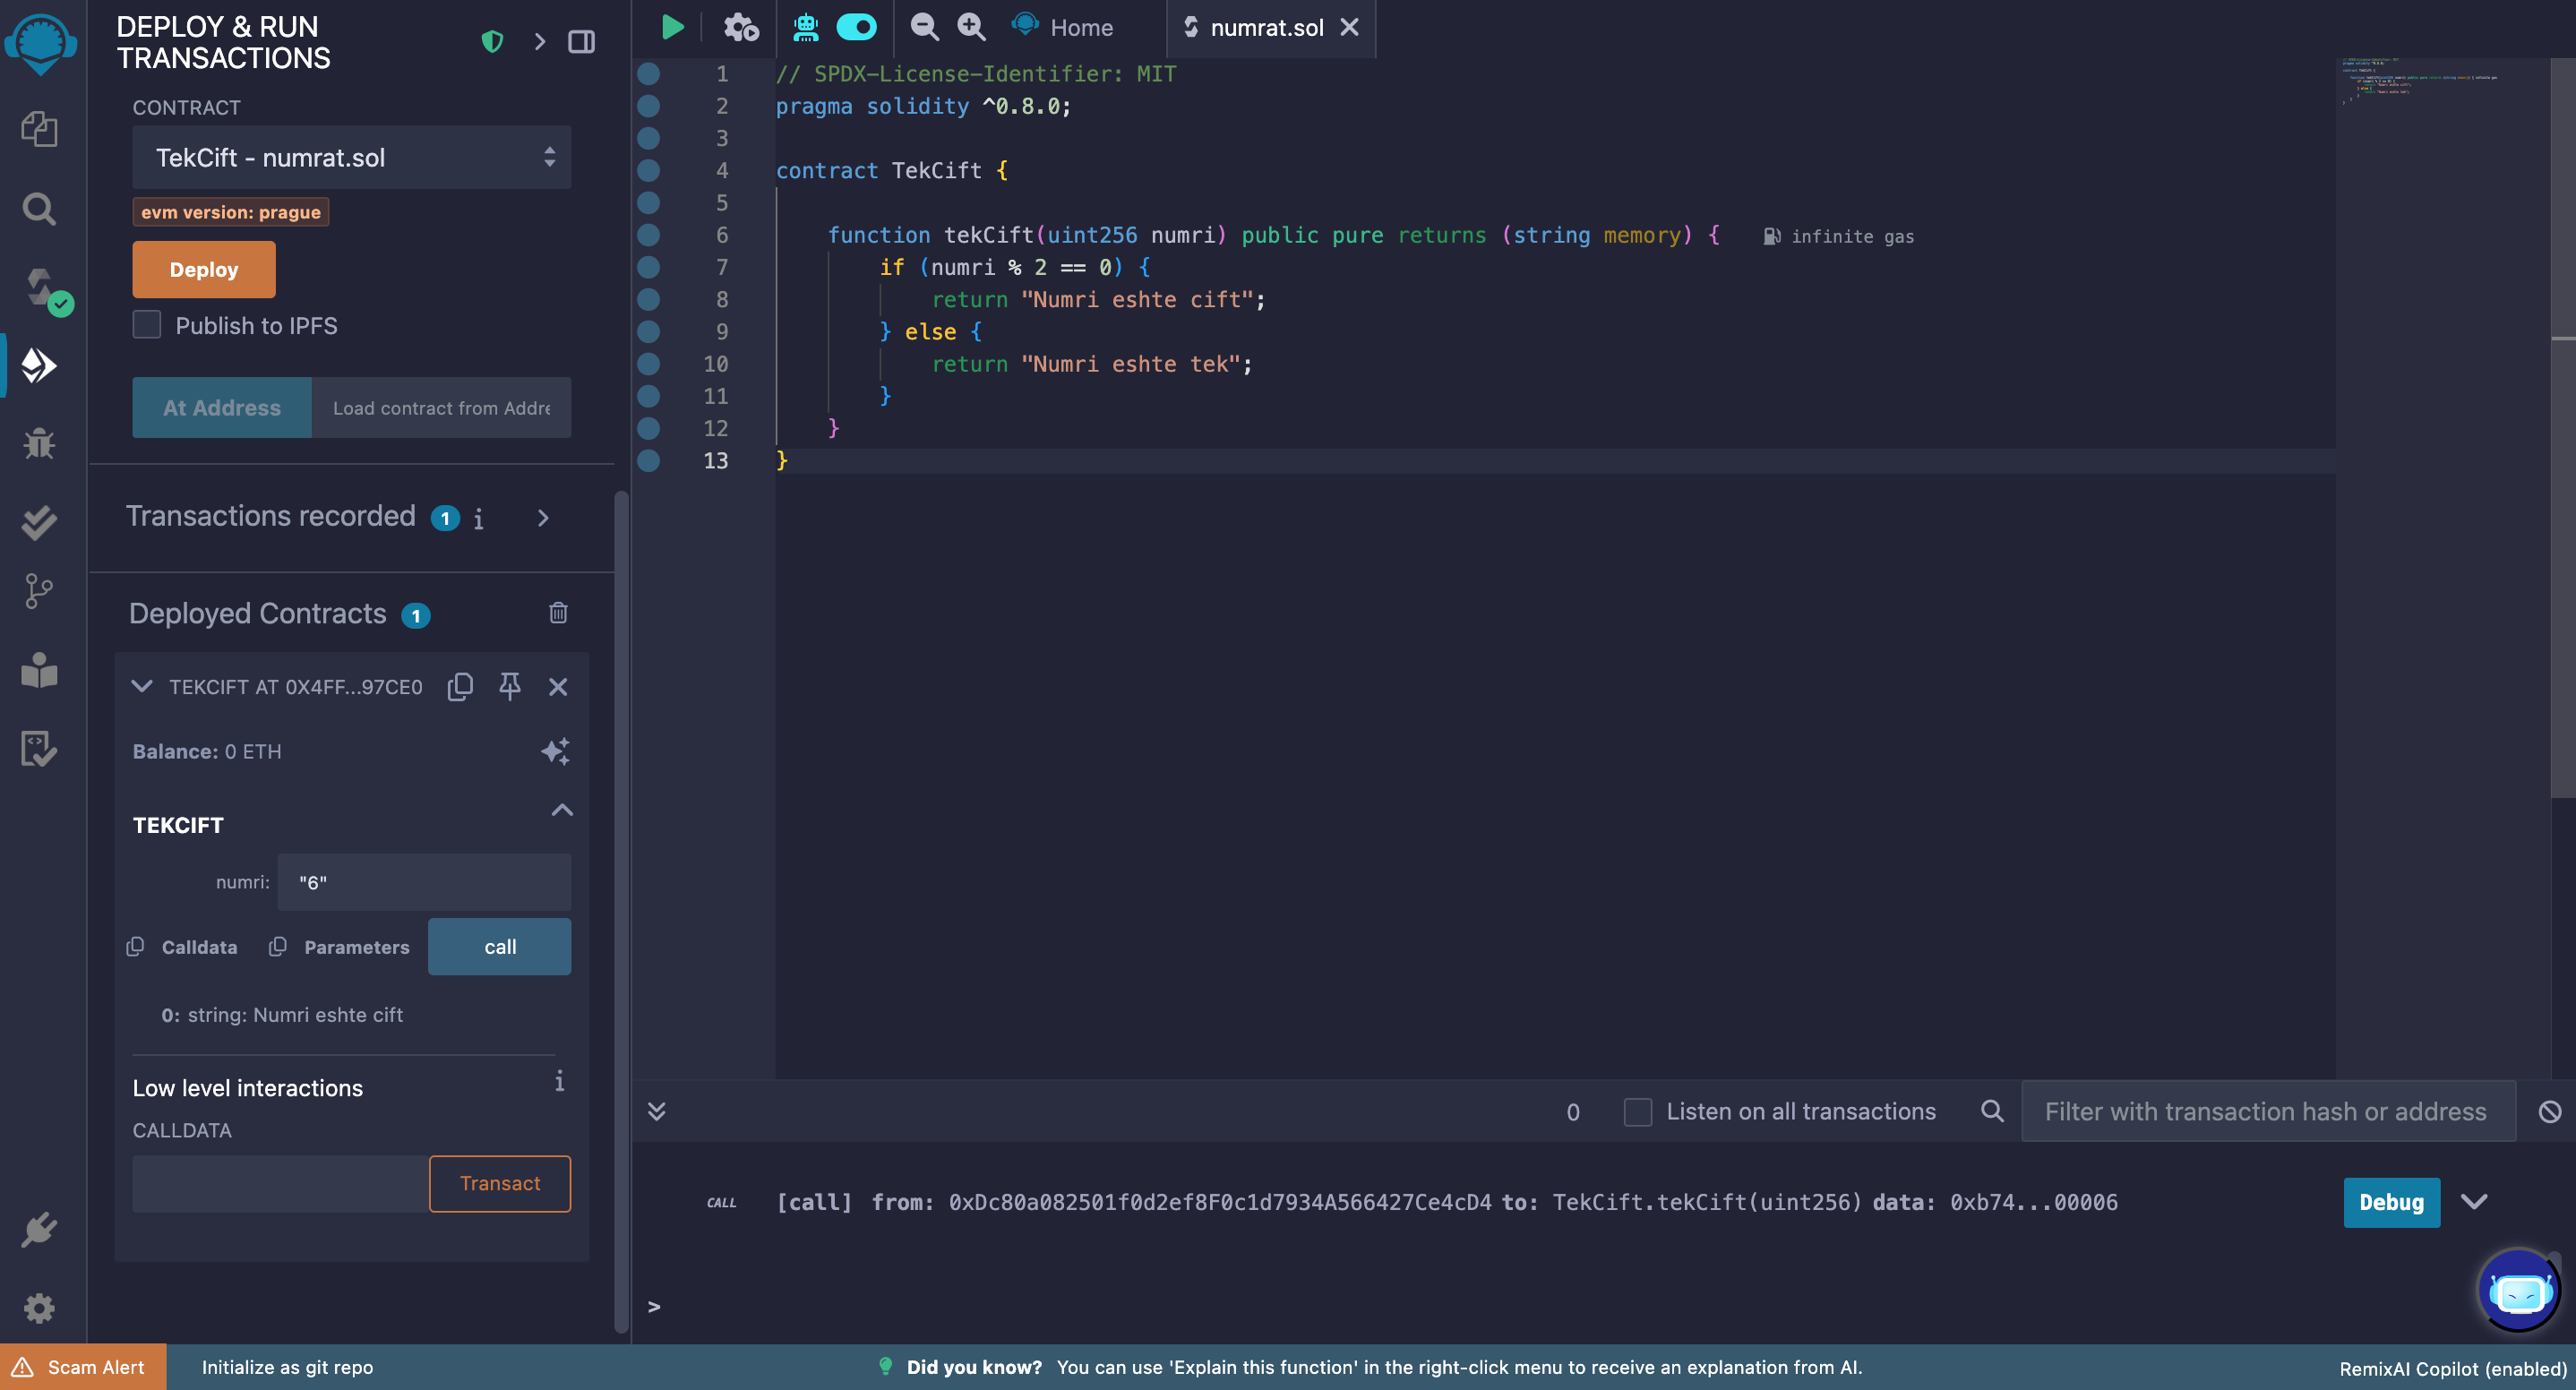 DEPLOY & RUN
TRANSACTIONS
CONTRACT
TekCift - numrat.sol
evm version: prague
Deploy
Publish to IPFS
At Address
Load contract from Addre
Transactions recorded 1 i
Deployed Contracts 1
TEKCIFT AT 0X4FF...97CE0
Balance: 0 ETH
TEKCIFT
numri: "6"
Calldata Parameters call
0: string: Numri eshte cift
Low level interactions i
CALLDATA
Transact
Home
numrat.sol
1 // SPDX-License-Identifier: MIT
2 pragma solidity ^0.8.0;
3
4 contract TekCift {
5
6 function tekCift(uint256 numri) public pure returns (string memory) { infinite gas
7 if (numri % 2 == 0) {
8 return "Numri eshte cift";
9 } else {
10 return "Numri eshte tek";
11 }
12 }
13 }
0 Listen on all transactions Filter with transaction hash or address
CALL [call] from: 0xDc80a082501f0d2ef8F0c1d7934A566427Ce4cD4 to: TekCift.tekCift(uint256) data: 0xb74...00006 Debug
>
Scam Alert Initialize as git repo Did you know? You can use 'Explain this function' in the right-click menu to receive an explanation from AI. RemixAI Copilot (enabled)